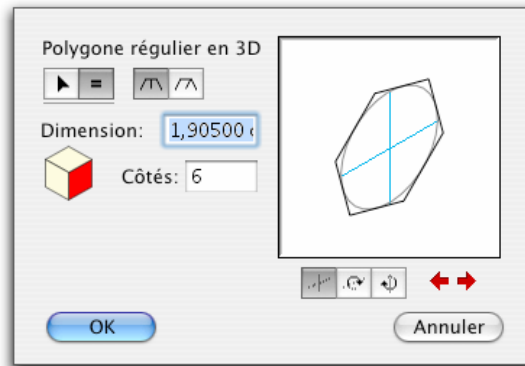 Polygone régulier en 3D
Dimension: 1,90500
Côtés: 6
OK
Annuler